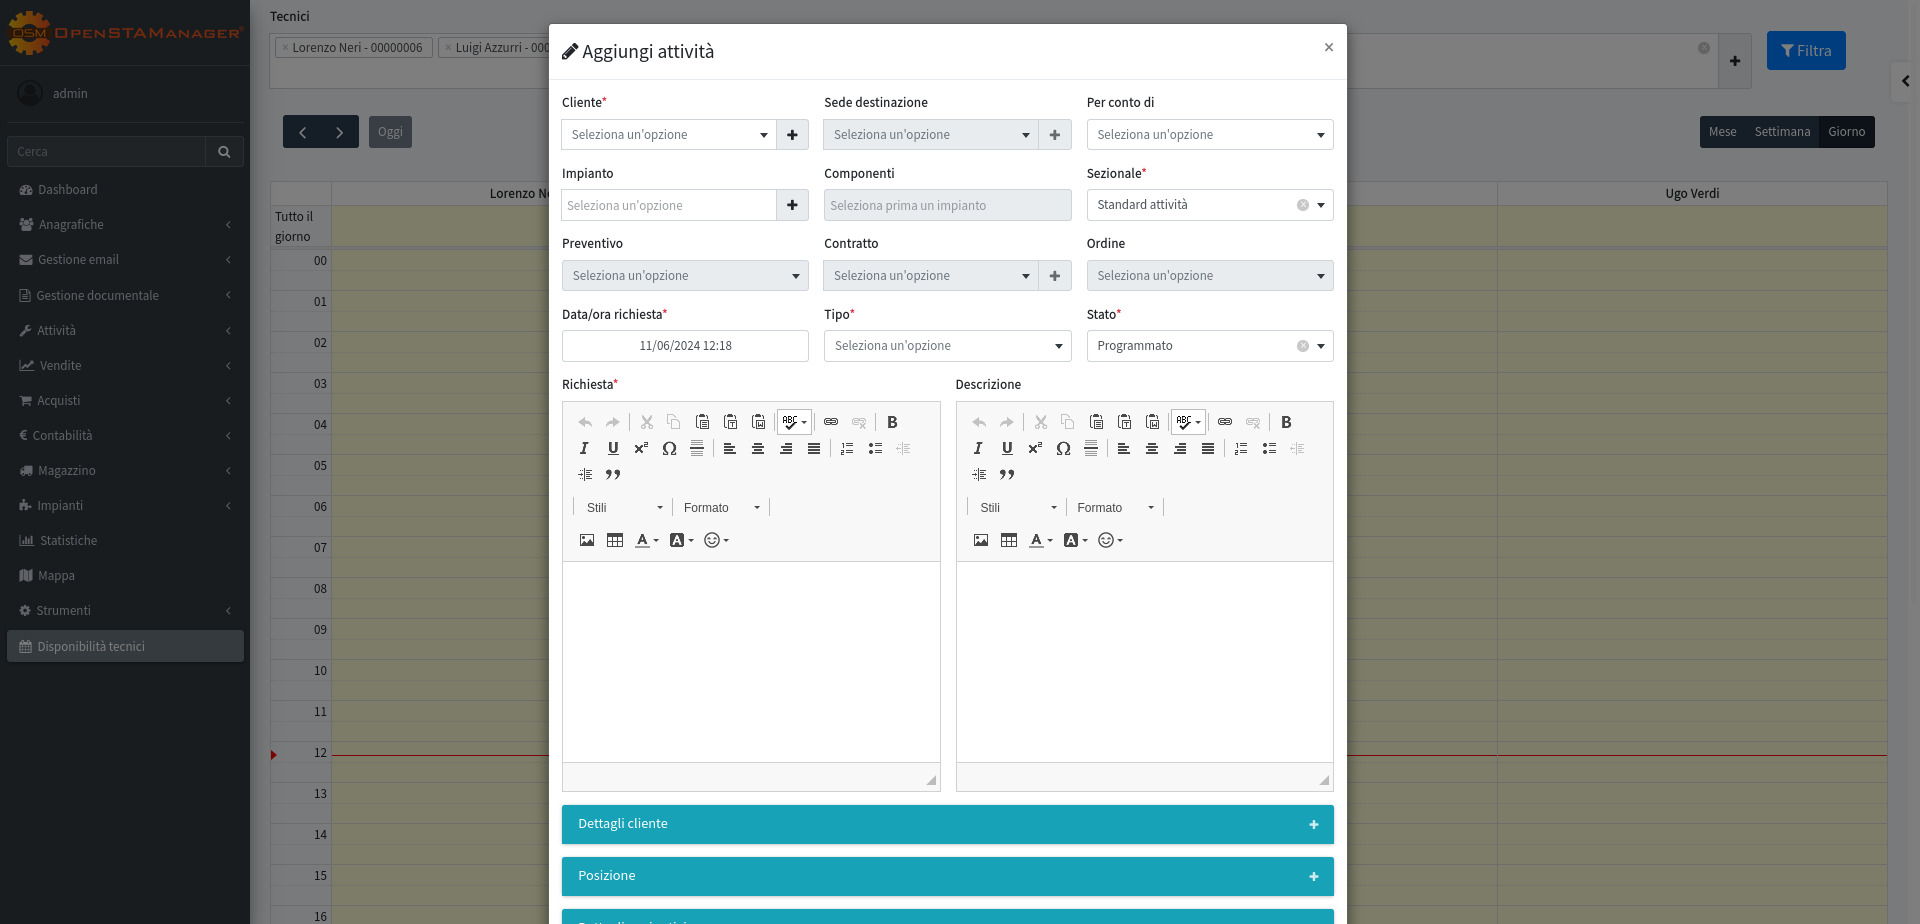 OpenSTAManager
OSM
admin
Cerca
Dashboard
Anagrafiche
Gestione email
Gestione documentale
Attività
Vendite
Acquisti
Contabilità
Magazzino
Impianti
Statistiche
Mappa
Strumenti
Disponibilità tecnici
Tecnici
× Lorenzo Neri - 00000006
× Luigi Azzurri - 000
Filtra
Oggi
Mese
Settimana
Giorno
Lorenzo Ne
Ugo Verdi
Tutto il
giorno
00
01
02
03
04
05
06
07
08
09
10
11
12
13
14
15
16
Aggiungi attività
×
Cliente*
Sede destinazione
Per conto di
Seleziona un'opzione
Seleziona un'opzione
Seleziona un'opzione
Impianto
Componenti
Sezionale*
Seleziona un'opzione
Seleziona prima un impianto
Standard attività
Preventivo
Contratto
Ordine
Seleziona un'opzione
Seleziona un'opzione
Seleziona un'opzione
Data/ora richiesta*
Tipo*
Stato*
11/06/2024 12:18
Seleziona un'opzione
Programmato
Richiesta*
Descrizione
Stili
Formato
Stili
Formato
Dettagli cliente
Posizione